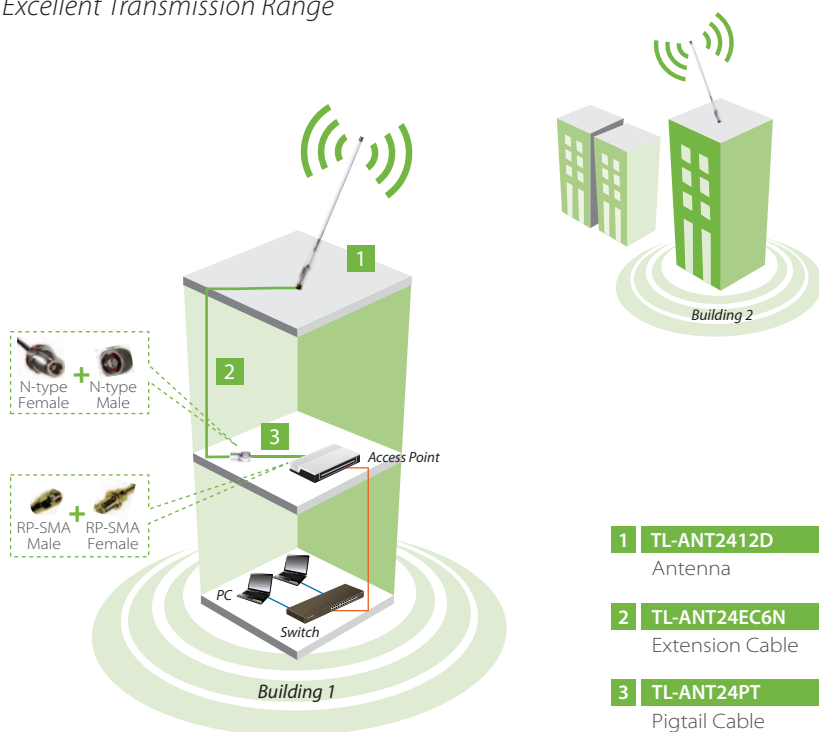 Excellent Transmission Range
1
2
3
N-type
Female
+
N-type
Male
Access Point
RP-SMA
Male
+
RP-SMA
Female
PC
Switch
Building 1
Building 2
1 TL-ANT2412D
Antenna
2 TL-ANT24EC6N
Extension Cable
3 TL-ANT24PT
Pigtail Cable